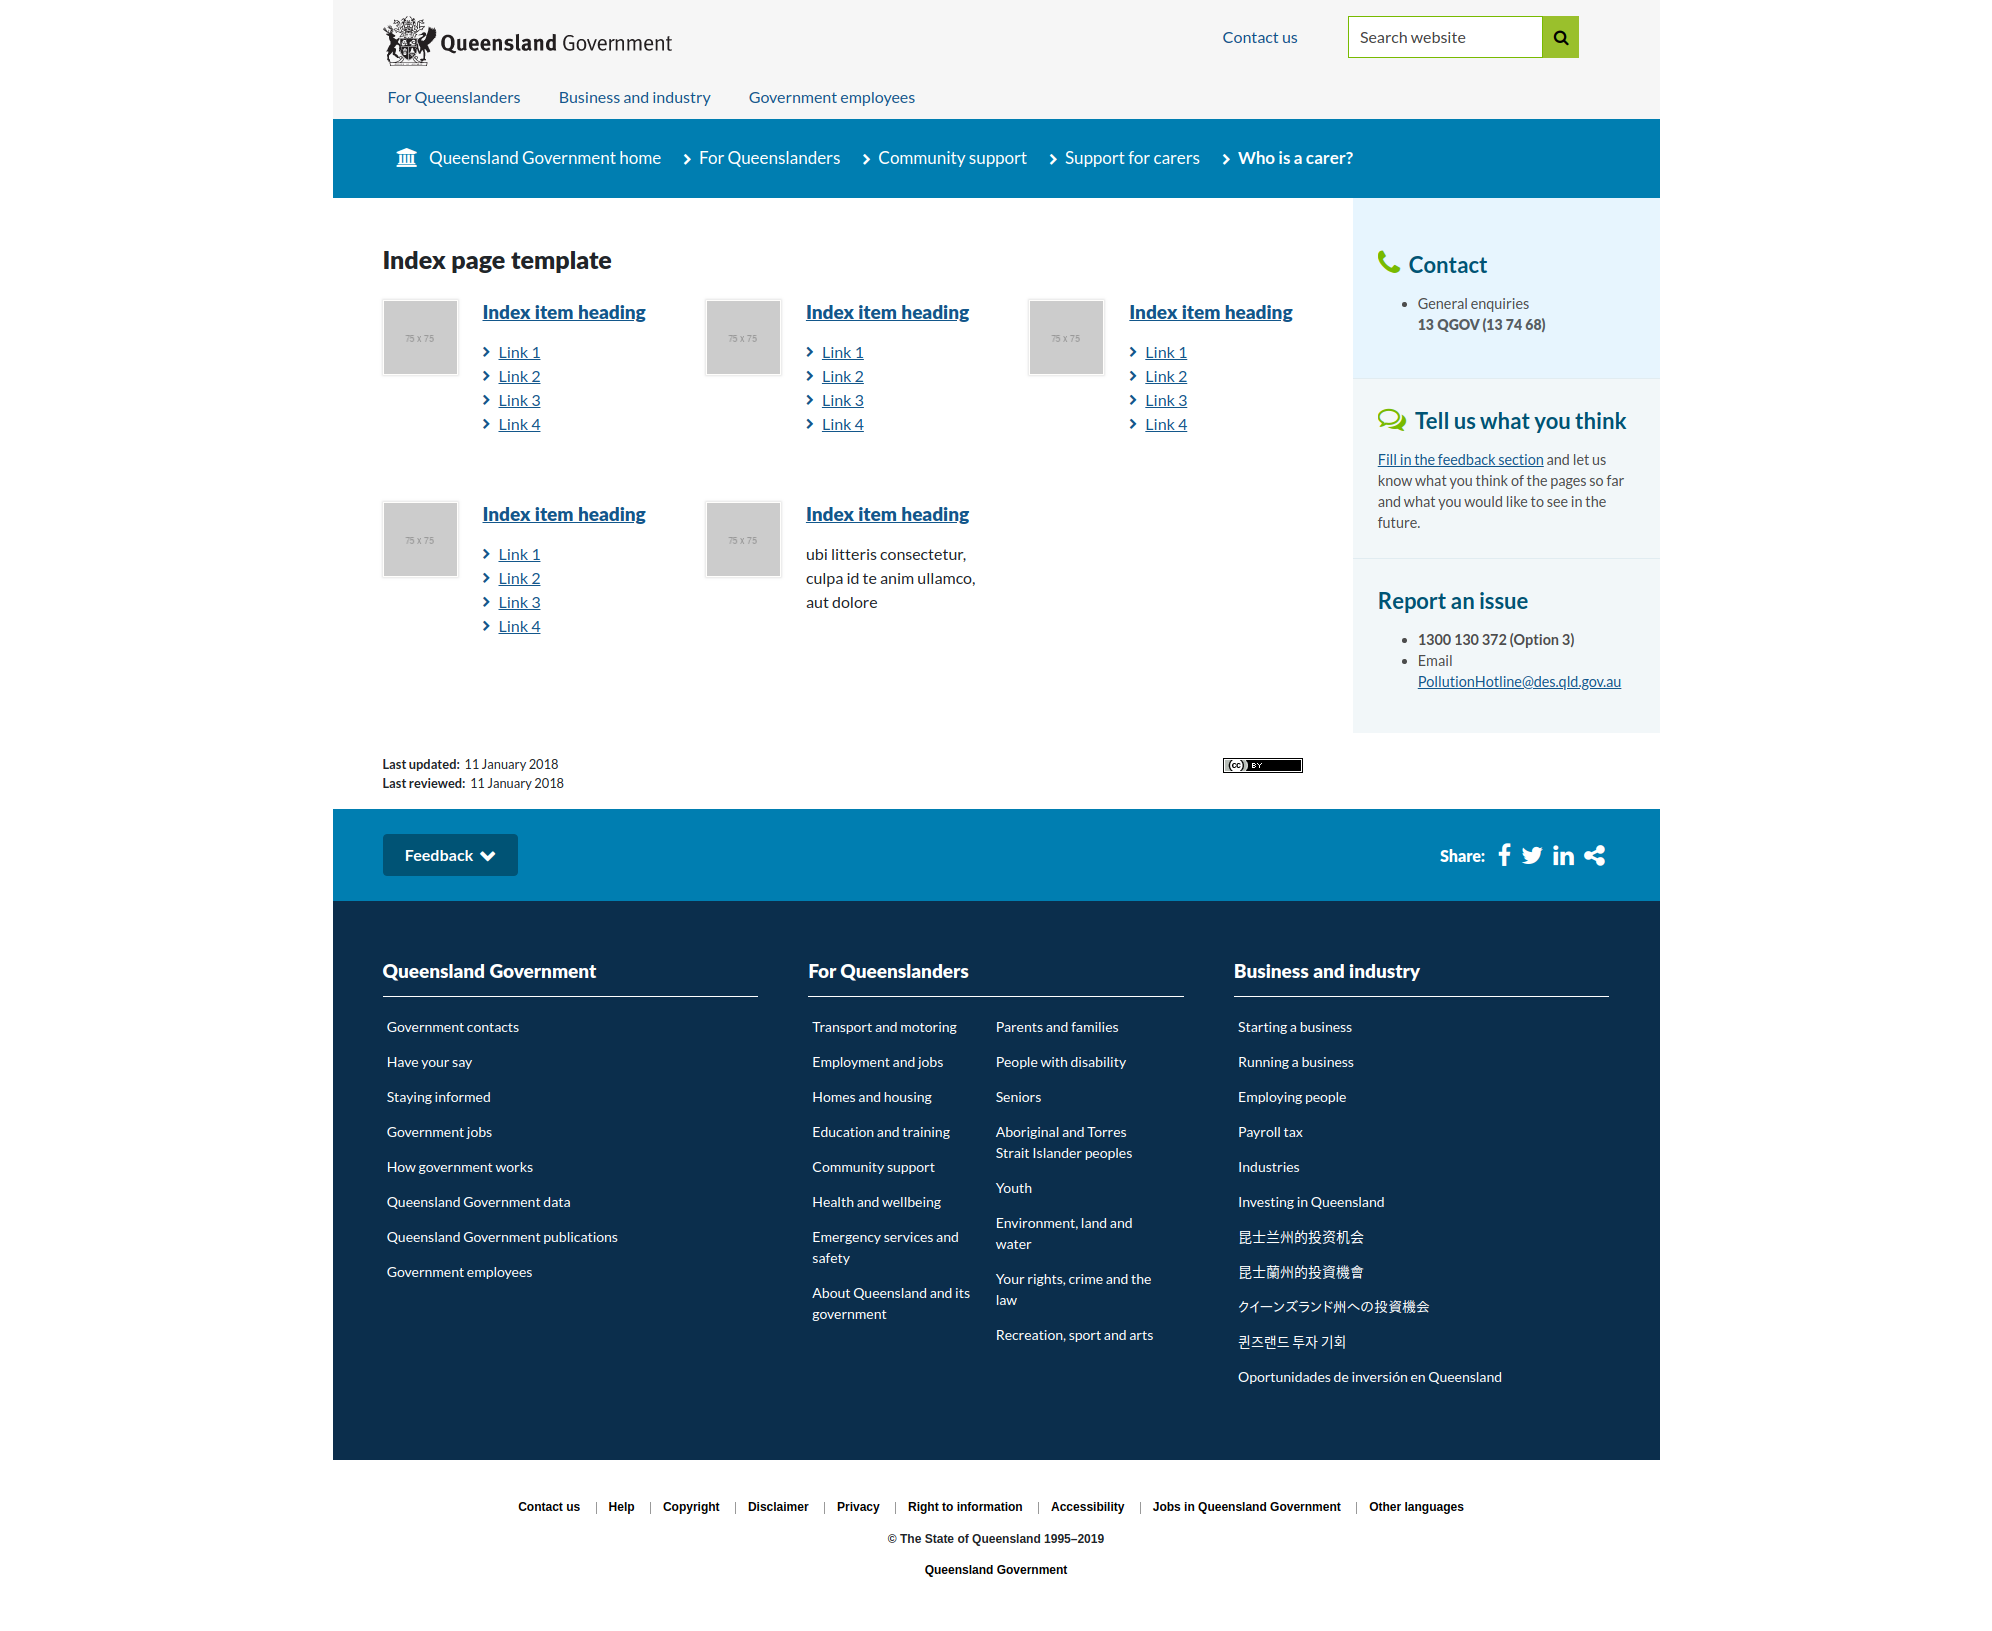 Queensland Government
Contact us
Search website
For Queenslanders
Business and industry
Government employees
Queensland Government home
For Queenslanders
Community support
Support for carers
Who is a carer?
Index page template
75 x 75
Index item heading
Link 1
Link 2
Link 3
Link 4
75 x 75
Index item heading
Link 1
Link 2
Link 3
Link 4
75 x 75
Index item heading
Link 1
Link 2
Link 3
Link 4
75 x 75
Index item heading
Link 1
Link 2
Link 3
Link 4
75 x 75
Index item heading
ubi litteris consectetur,
culpa id te anim ullamco,
aut dolore
Contact
General enquiries
13 QGOV (13 74 68)
Tell us what you think
Fill in the feedback section and let us
know what you think of the pages so far
and what you would like to see in the
future.
Report an issue
1300 130 372 (Option 3)
Email
PollutionHotline@des.qld.gov.au
Last updated: 11 January 2018
Last reviewed: 11 January 2018
cc BY
Feedback
Share:
Queensland Government
Government contacts
Have your say
Staying informed
Government jobs
How government works
Queensland Government data
Queensland Government publications
Government employees
For Queenslanders
Transport and motoring
Employment and jobs
Homes and housing
Education and training
Community support
Health and wellbeing
Emergency services and
safety
About Queensland and its
government
Parents and families
People with disability
Seniors
Aboriginal and Torres
Strait Islander peoples
Youth
Environment, land and
water
Your rights, crime and the
law
Recreation, sport and arts
Business and industry
Starting a business
Running a business
Employing people
Payroll tax
Industries
Investing in Queensland
昆士兰州的投资机会
昆士蘭州的投資機會
クイーンズランド州への投資機会
퀸즈랜드 투자 기회
Oportunidades de inversión en Queensland
Contact us
Help
Copyright
Disclaimer
Privacy
Right to information
Accessibility
Jobs in Queensland Government
Other languages
© The State of Queensland 1995–2019
Queensland Government